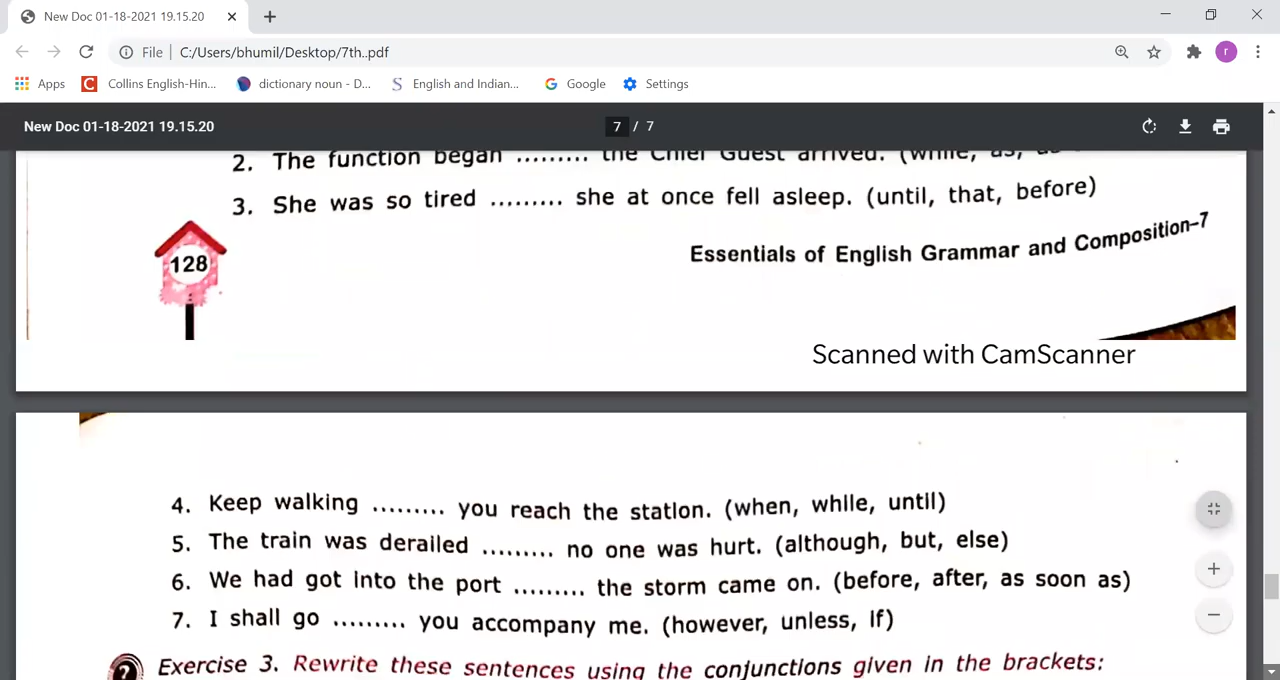 New Doc 01-18-2021 19.15.20
File | C:/Users/bhumil/Desktop/7th..pdf
r
Apps Collins English-Hin... dictionary noun - D... English and Indian... Google Settings
New Doc 01-18-2021 19.15.20 7 / 7
2. The function began ......... the Chief Guest arrived. (while, as,
3. She was so tired ......... she at once fell asleep. (until, that, before)
128
Essentials of English Grammar and Composition–7
Scanned with CamScanner
4. Keep walking ......... you reach the station. (when, while, until)
5. The train was derailed ......... no one was hurt. (although, but, else)
6. We had got into the port ......... the storm came on. (before, after, as soon as)
7. I shall go ......... you accompany me. (however, unless, If)
? Exercise 3. Rewrite these sentences using the conjunctions given in the brackets: